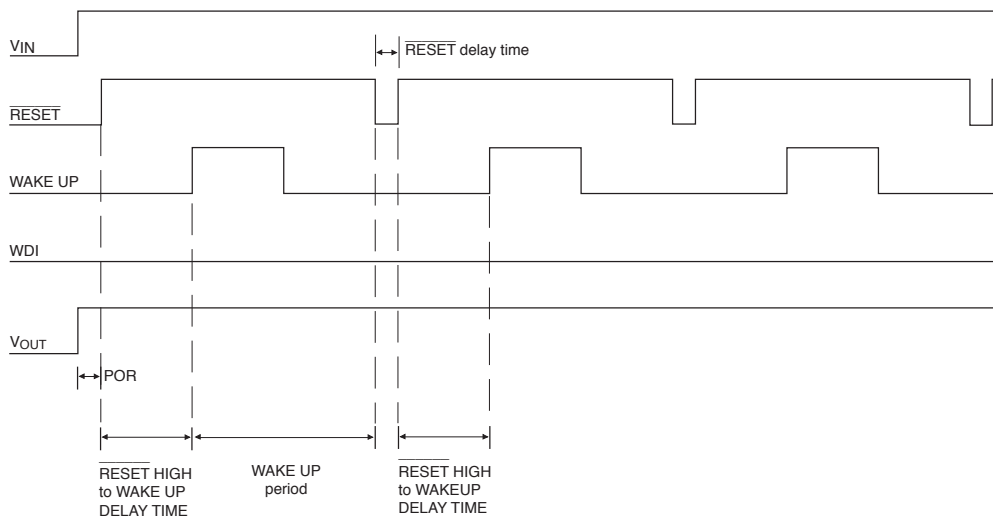 VIN
RESET delay time
RESET
WAKE UP
WDI
VOUT
POR
RESET HIGH
to WAKE UP
DELAY TIME
WAKE UP
period
RESET HIGH
to WAKEUP
DELAY TIME